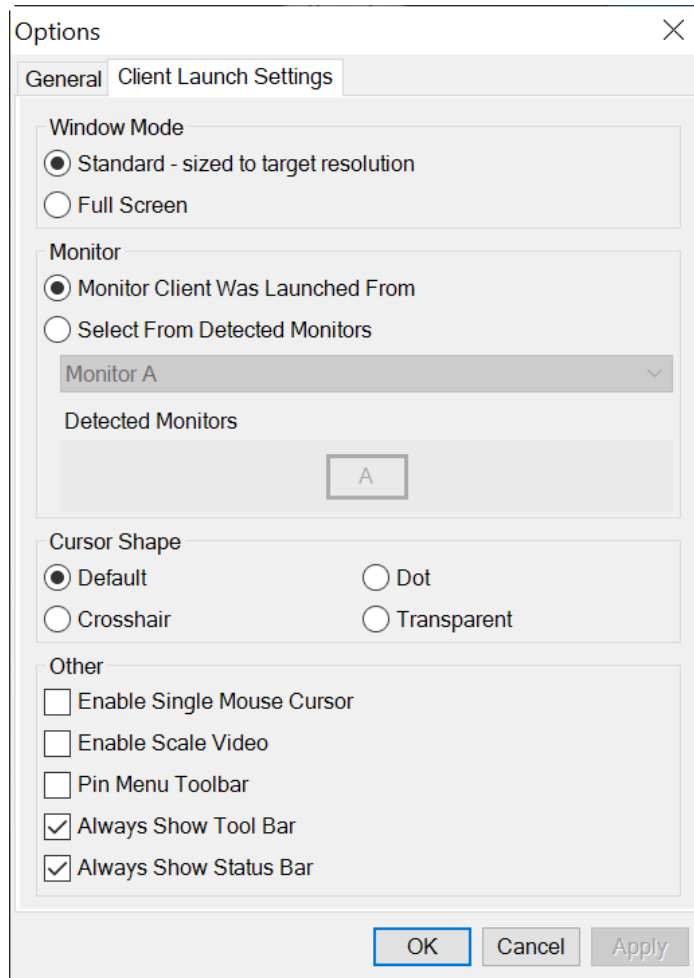 Options
General Client Launch Settings
Window Mode
Standard - sized to target resolution
Full Screen
Monitor
Monitor Client Was Launched From
Select From Detected Monitors
Monitor A
Detected Monitors
A
Cursor Shape
Default Dot
Crosshair Transparent
Other
Enable Single Mouse Cursor
Enable Scale Video
Pin Menu Toolbar
Always Show Tool Bar
Always Show Status Bar
OK Cancel Apply